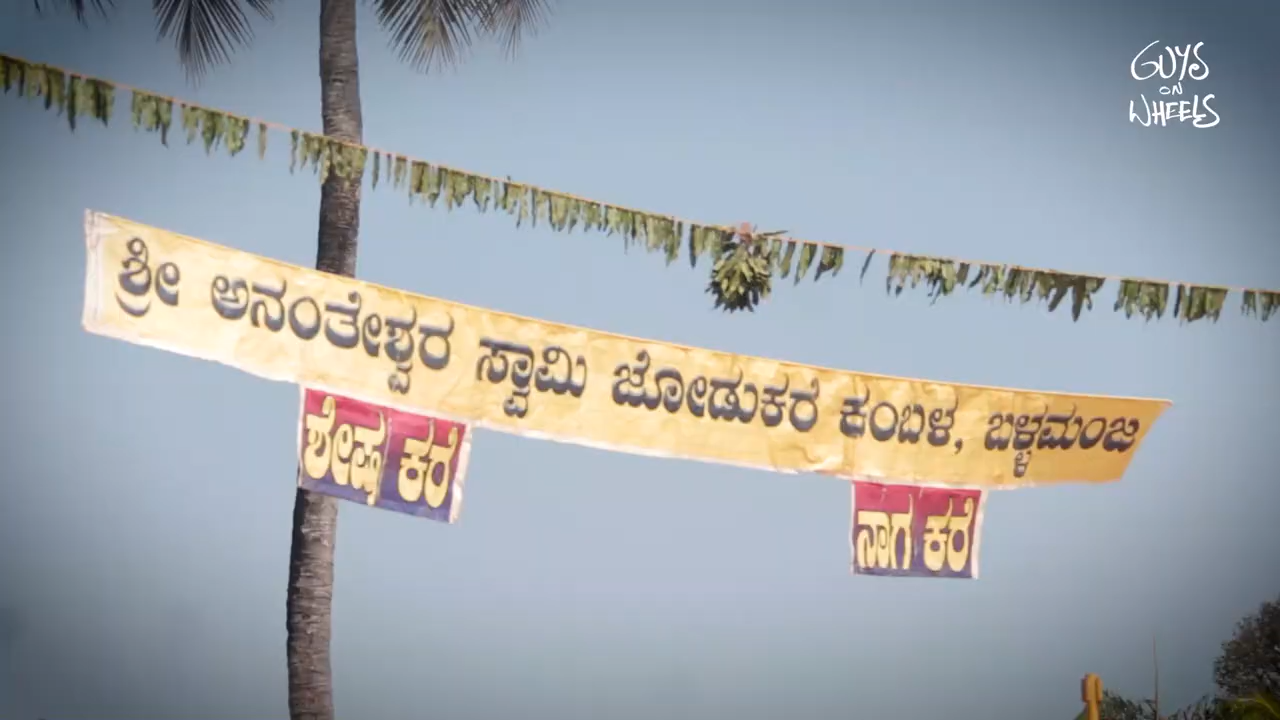 GUYS
ON
WHEELS
ಶ್ರೀ ಅನಂತೇಶ್ವರ ಸ್ವಾಮಿ ಜೋಡುಕರೆ ಕಂಬಳ, ಬಳ್ಳಮಂಜ
ಶೇಷ ಕರೆ
ನಾಗ ಕರೆ